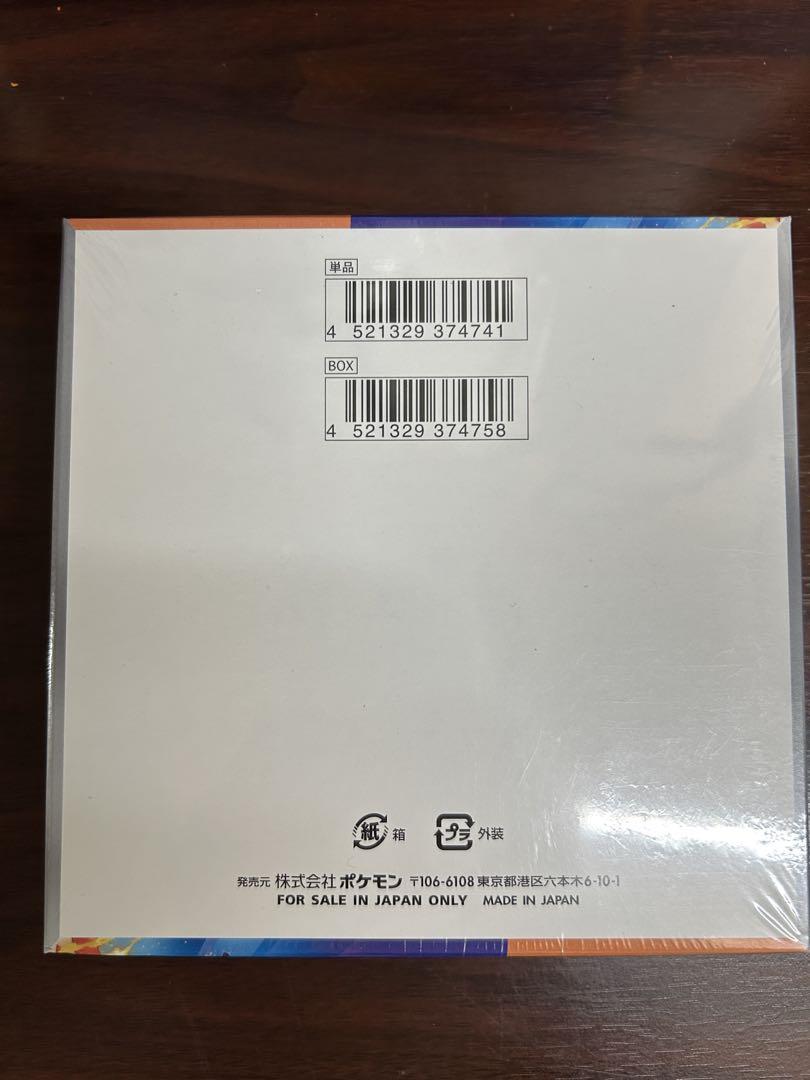 単品
4 521329 374741
BOX
4 521329 374758
紙 箱 プラ 外装
発売元 株式会社 ポケモン 〒106-6108 東京都港区六本木6-10-1
FOR SALE IN JAPAN ONLY MADE IN JAPAN